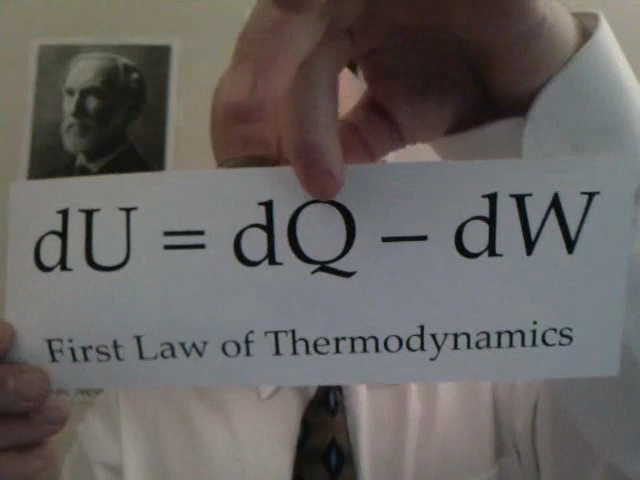 dU = dQ – dW
First Law of Thermodynamics